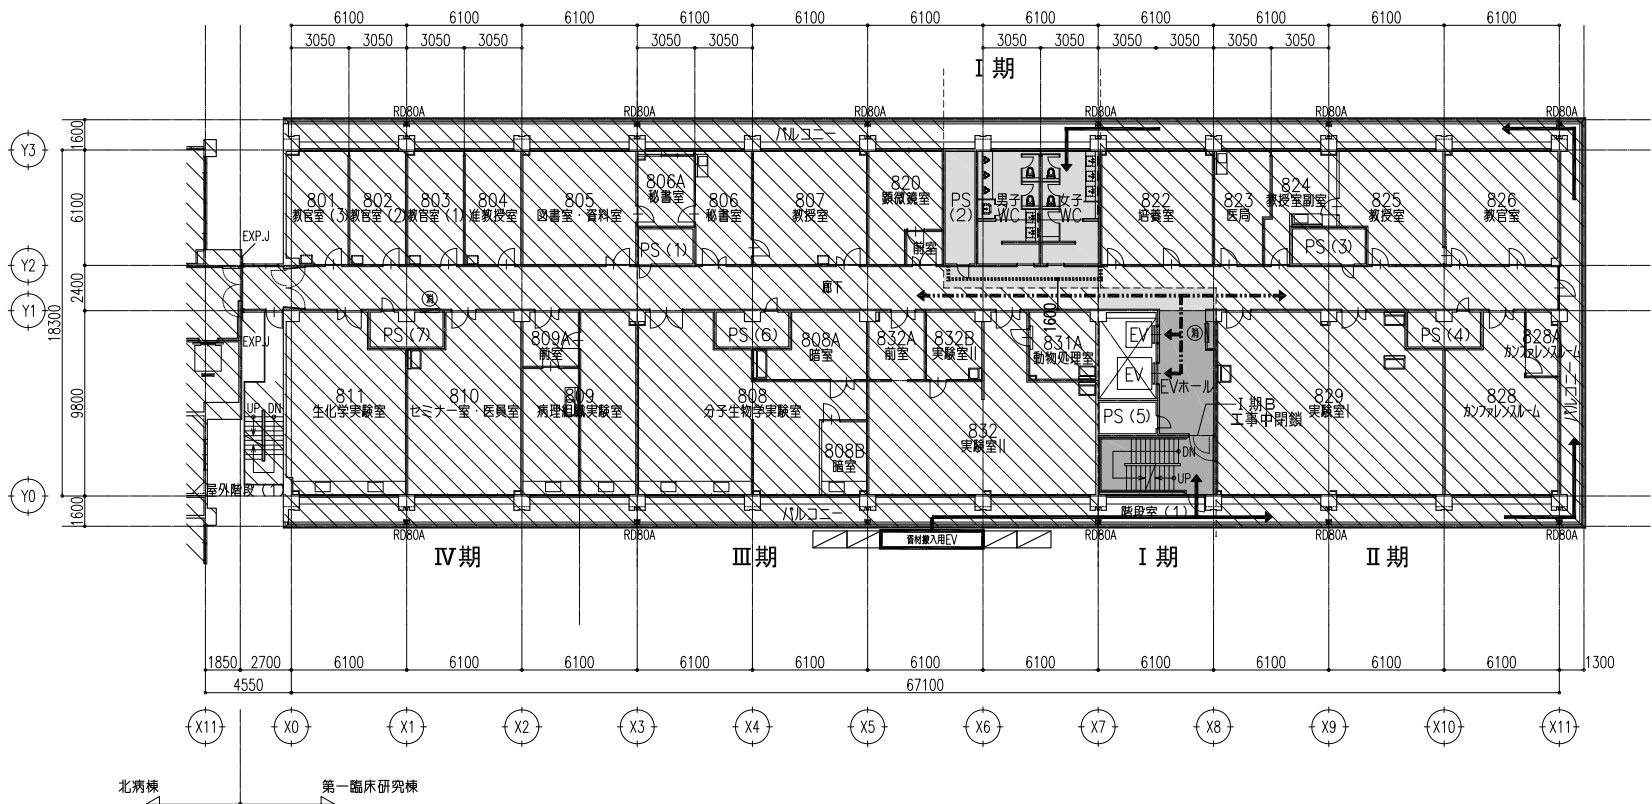 6100 6100 6100 6100 6100 6100 6100 6100 6100 6100 6100
3050 3050 3050 3050 3050 3050 3050 3050 3050 3050 3050 3050
Ⅰ期
RD80A RD80A RD80A RD80A RD80A RD80A
バルコニー
1600
Y3
6100
801
教官室(3)
802
教官室(2)
803
教官室(1)
804
准教授室
805
図書室・資料室
806A
秘書室
806
秘書室
PS(1)
807
教授室
820
顕微鏡室
前室
PS
(2)
男子
WC
女子
WC
822
培養室
823
医局
824
教授室副室
PS(3)
825
教授室
826
教官室
EXP.J
Y2
2400
廊下
消
Y1
18300
1600
EXP.J
PS(7)
809A
前室
PS(6)
808A
暗室
832A
前室
832B
実験室Ⅱ
831A
動物処理室
EV
EV
消
EVホール
PS(4)
828A
カンファレンスルーム
9800
811
生化学実験室
810
セミナー室・医員室
809
病理組織実験室
808
分子生物学実験室
808B
暗室
832
実験室Ⅱ
PS(5)
Ⅰ期B
工事中閉鎖
829
実験室Ⅰ
828
カンファレンスルーム
バルコニー
UP DN
DN
UP
Y0
屋外階段(1)
1600
バルコニー
階段室(1)
RD80A RD80A RD80A RD80A RD80A
資材搬入用EV
Ⅳ期 Ⅲ期 Ⅰ期 Ⅱ期
1850 2700 6100 6100 6100 6100 6100 6100 6100 6100 6100 6100 6100 1300
4550 67100
X11 X0 X1 X2 X3 X4 X5 X6 X7 X8 X9 X10 X11
北病棟 第一臨床研究棟